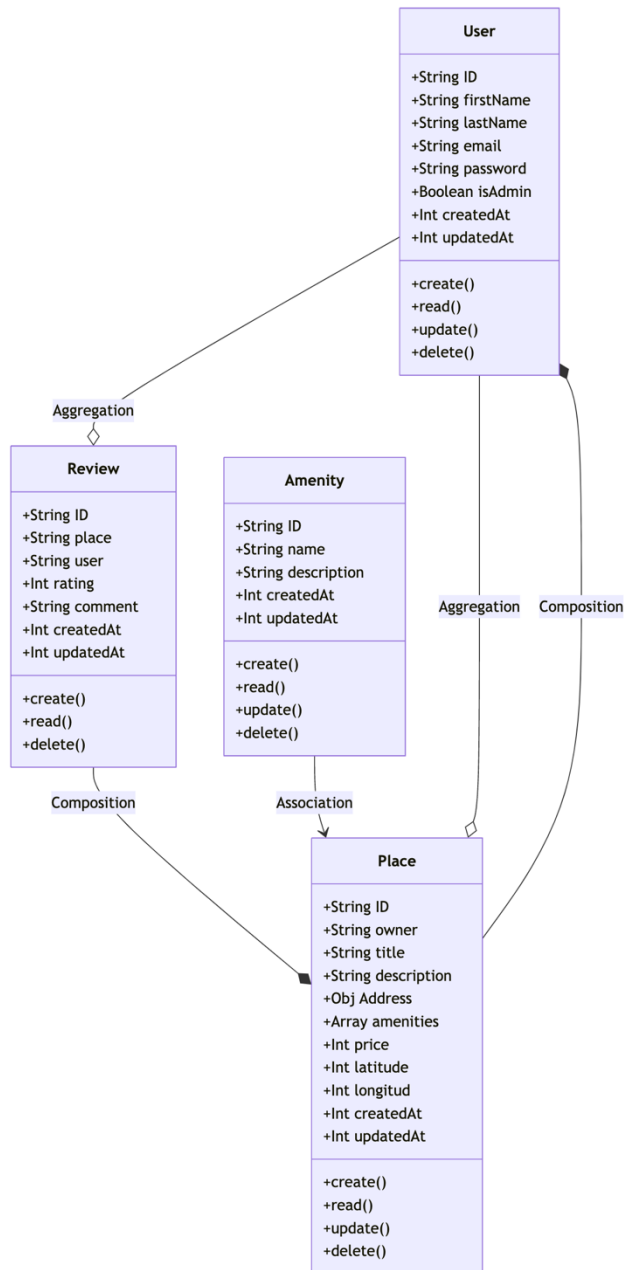 User
+String ID
+String firstName
+String lastName
+String email
+String password
+Boolean isAdmin
+Int createdAt
+Int updatedAt
+create()
+read()
+update()
+delete()
Aggregation
Review
+String ID
+String place
+String user
+Int rating
+String comment
+Int createdAt
+Int updatedAt
+create()
+read()
+delete()
Amenity
+String ID
+String name
+String description
+Int createdAt
+Int updatedAt
+create()
+read()
+update()
+delete()
Aggregation
Composition
Composition
Association
Place
+String ID
+String owner
+String title
+String description
+Obj Address
+Array amenities
+Int price
+Int latitude
+Int longitud
+Int createdAt
+Int updatedAt
+create()
+read()
+update()
+delete()